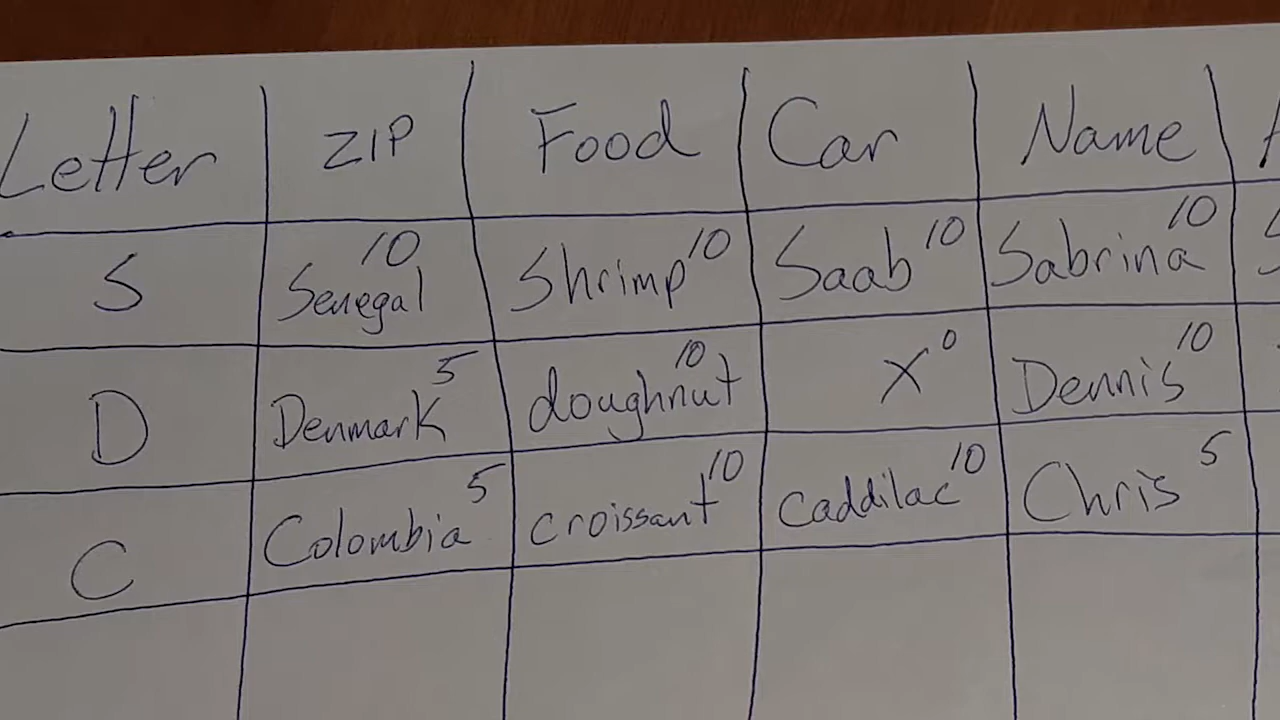 Letter ZIP Food Car Name
S Senegal 10 Shrimp 10 Saab 10 Sabrina 10 S
D Denmark 5 doughnut 10 X 0 Dennis 10
C Colombia 5 croissant 10 Caddilac 10 Chris 5